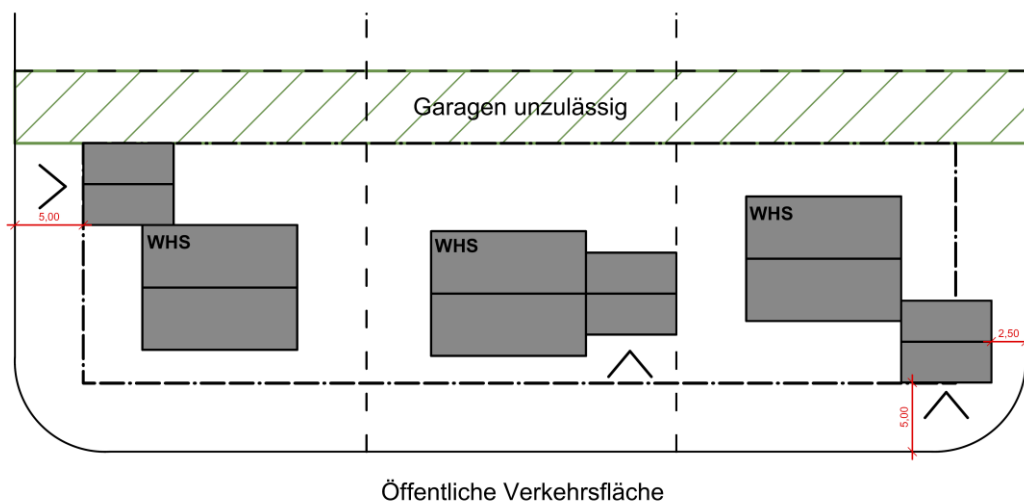 Garagen unzulässig
5,00
WHS
WHS
WHS
2,50
5,00
Öffentliche Verkehrsfläche